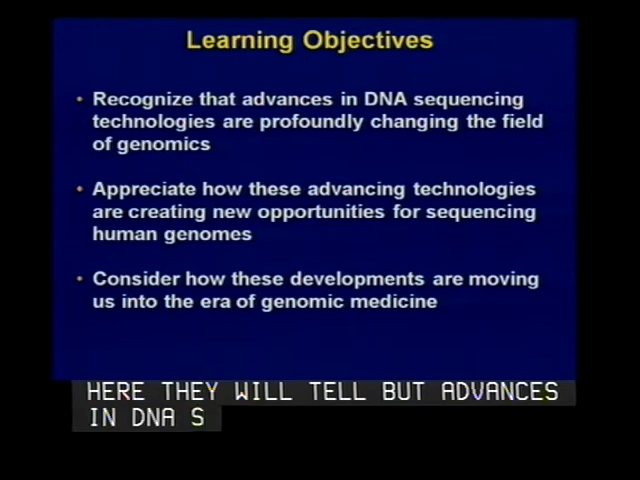 Learning Objectives
• Recognize that advances in DNA sequencing
technologies are profoundly changing the field
of genomics
• Appreciate how these advancing technologies
are creating new opportunities for sequencing
human genomes
• Consider how these developments are moving
us into the era of genomic medicine
HERE THEY WILL TELL BUT ADVANCES
IN DNA S